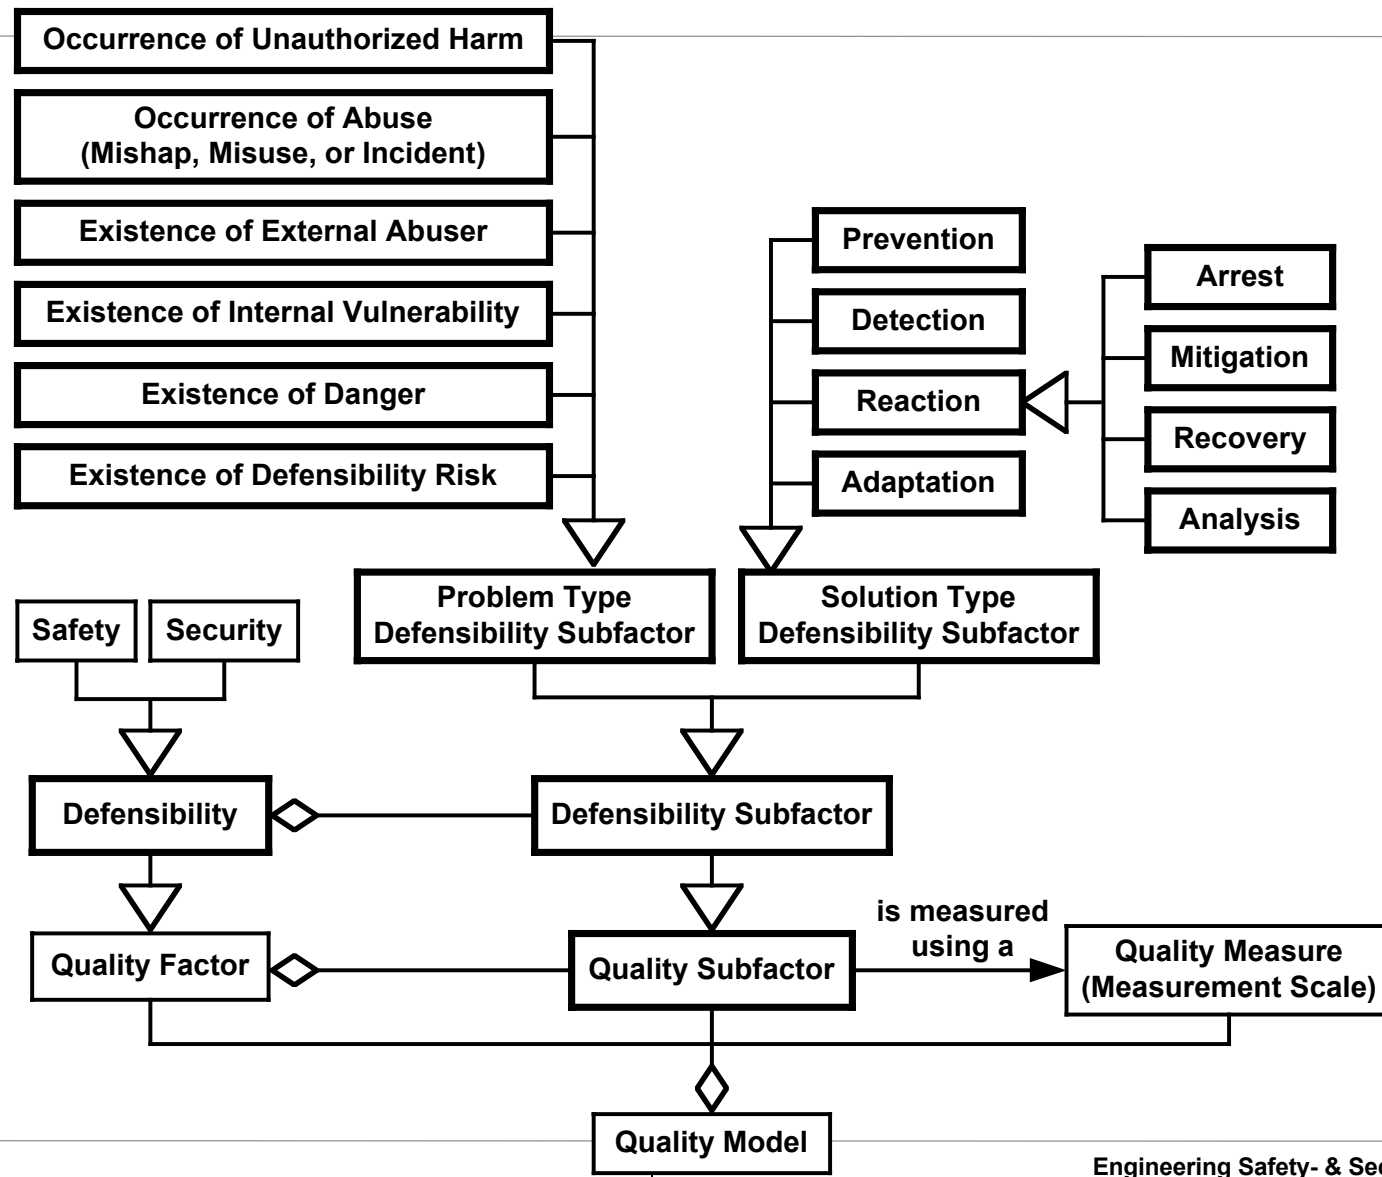 Occurrence of Unauthorized Harm
Occurrence of Abuse
(Mishap, Misuse, or Incident)
Existence of External Abuser
Existence of Internal Vulnerability
Existence of Danger
Existence of Defensibility Risk
Prevention
Detection
Reaction
Adaptation
Arrest
Mitigation
Recovery
Analysis
Problem Type
Defensibility Subfactor
Solution Type
Defensibility Subfactor
Safety
Security
Defensibility
Defensibility Subfactor
is measured
using a
Quality Factor
Quality Subfactor
Quality Measure
(Measurement Scale)
Quality Model
Engineering Safety- &